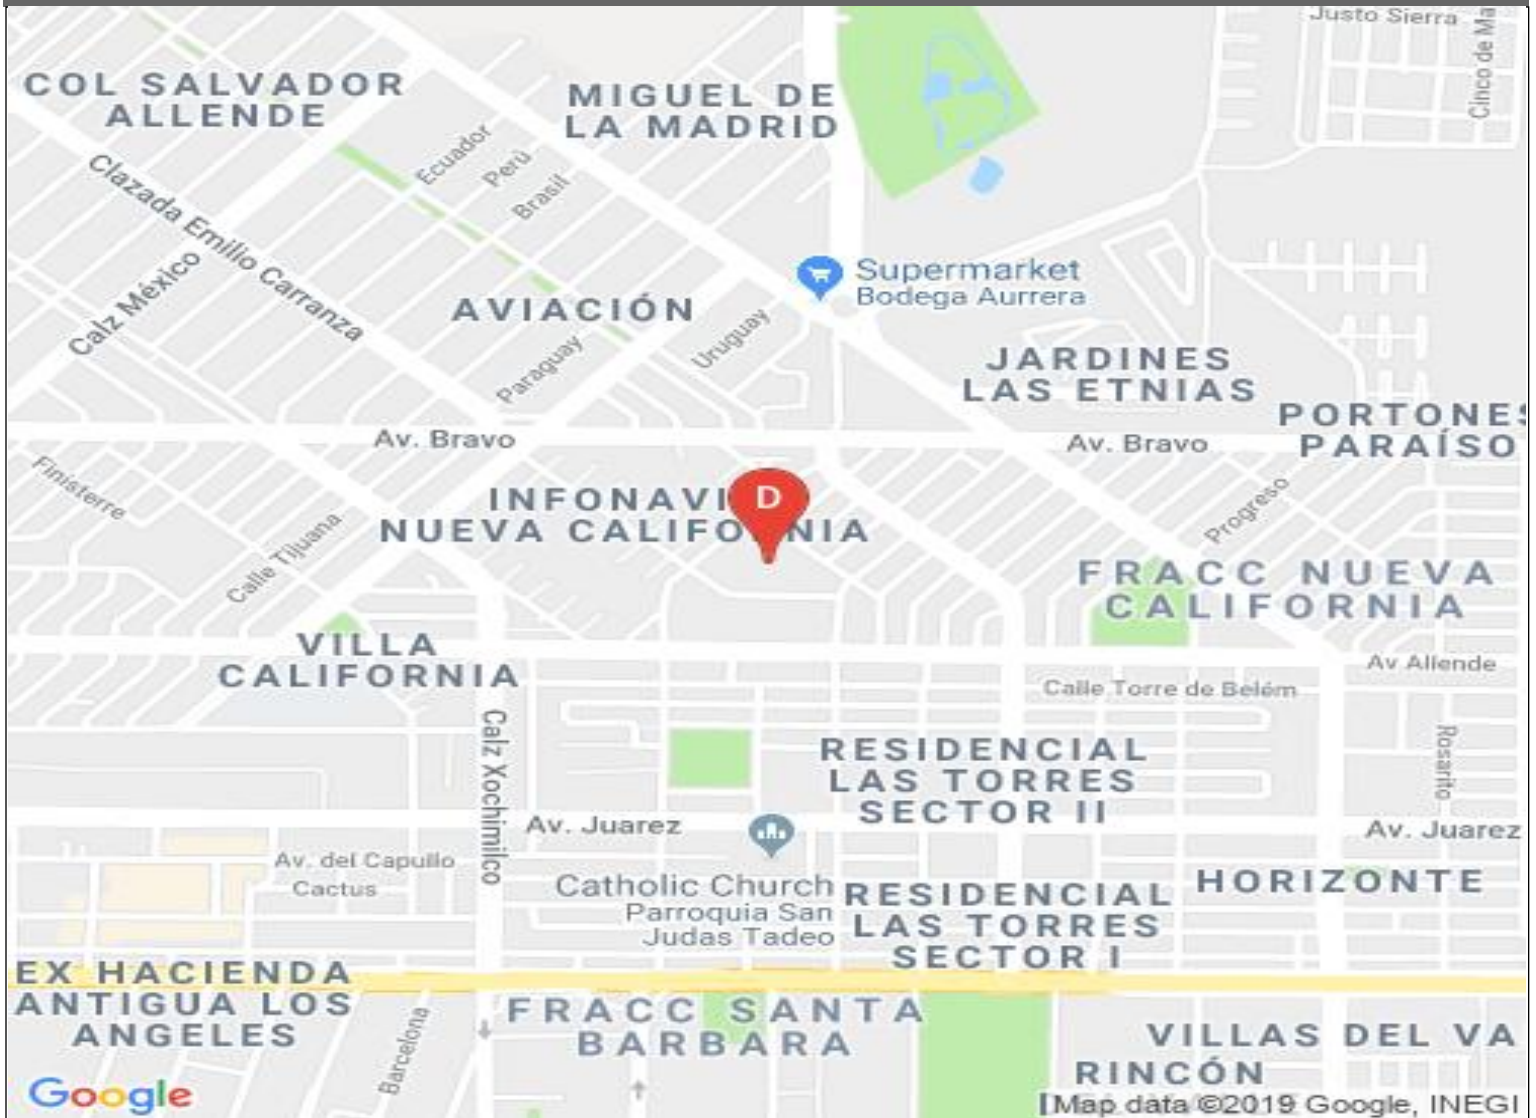 Justo Sierra
Cinco de Ma
COL SALVADOR
ALLENDE
MIGUEL DE
LA MADRID
Ecuador
Perú
Brasil
Clazada Emilio Carranza
Calz México
Supermarket
Bodega Aurrera
AVIACIÓN
Uruguay
Paraguay
JARDINES
LAS ETNIAS
PORTONES
PARAÍSO
Av. Bravo
Av. Bravo
Finisterre
Progreso
INFONAVI
D
NUEVA CALIFORNIA
Calle Tijuana
FRACC NUEVA
CALIFORNIA
VILLA
CALIFORNIA
Av Allende
Calle Torre de Belém
Calz Xochimilco
Rosarito
RESIDENCIAL
LAS TORRES
SECTOR II
Av. Juarez
Av. Juarez
Av. del Capullo
Cactus
Catholic Church
Parroquia San
Judas Tadeo
RESIDENCIAL
LAS TORRES
SECTOR I
HORIZONTE
EX HACIENDA
ANTIGUA LOS
ANGELES
Barcelona
FRACC SANTA
BARBARA
VILLAS DEL VA
RINCÓN
Google
Map data ©2019 Google, INEGI